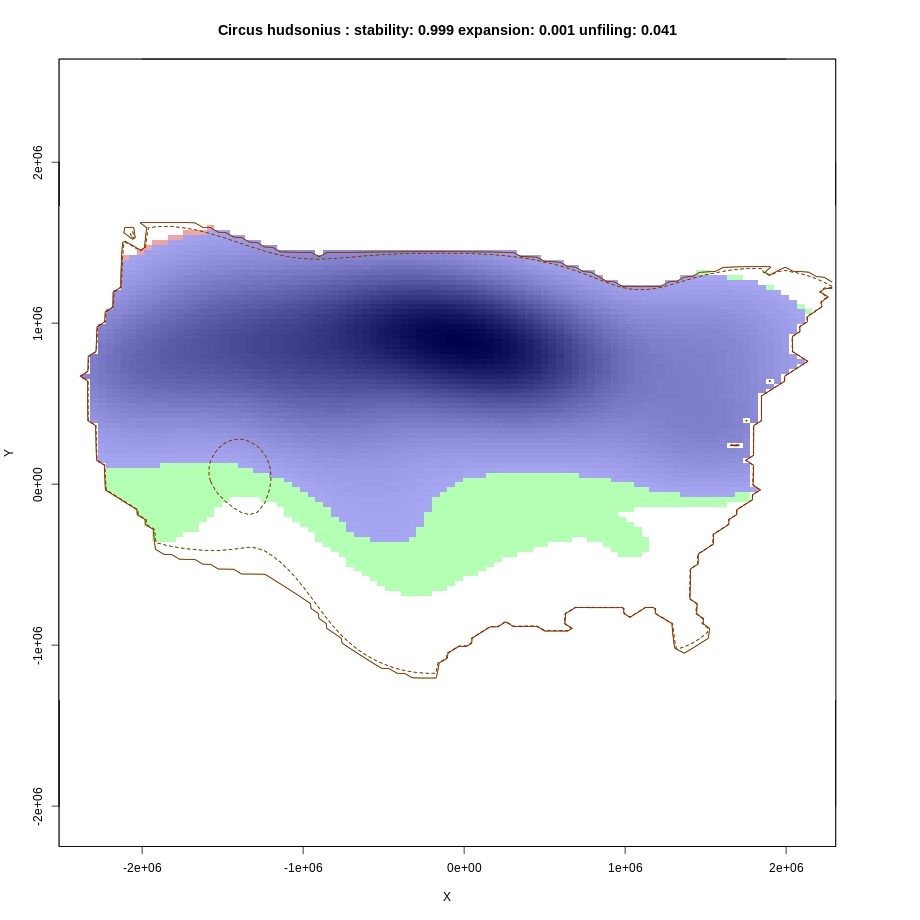 Circus hudsonius : stability: 0.999 expansion: 0.001 unfiling: 0.041
Y
2e+06
1e+06
0e+00
-1e+06
-2e+06
-2e+06 -1e+06 0e+00 1e+06 2e+06
X